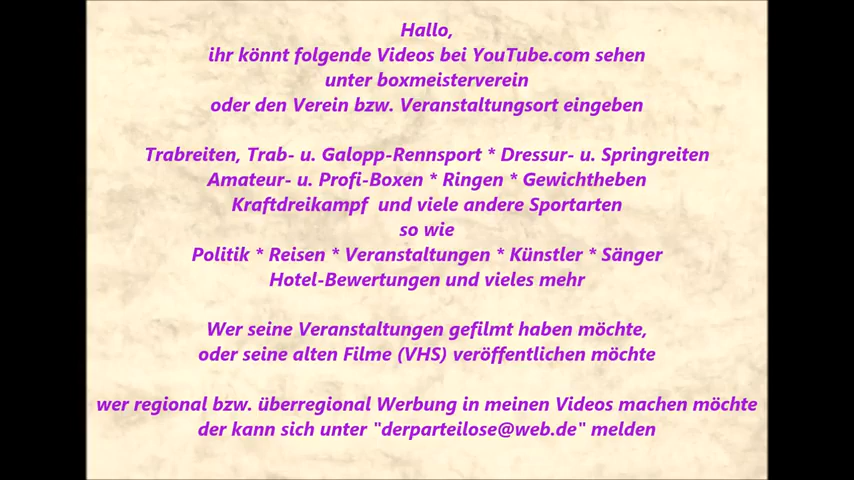 Hallo,
ihr könnt folgende Videos bei YouTube.com sehen
unter boxmeisterverein
oder den Verein bzw. Veranstaltungsort eingeben
Trabreiten, Trab- u. Galopp-Rennsport * Dressur- u. Springreiten
Amateur- u. Profi-Boxen * Ringen * Gewichtheben
Kraftdreikampf und viele andere Sportarten
so wie
Politik * Reisen * Veranstaltungen * Künstler * Sänger
Hotel-Bewertungen und vieles mehr
Wer seine Veranstaltungen gefilmt haben möchte,
oder seine alten Filme (VHS) veröffentlichen möchte
wer regional bzw. überregional Werbung in meinen Videos machen möchte
der kann sich unter "derparteilose@web.de" melden